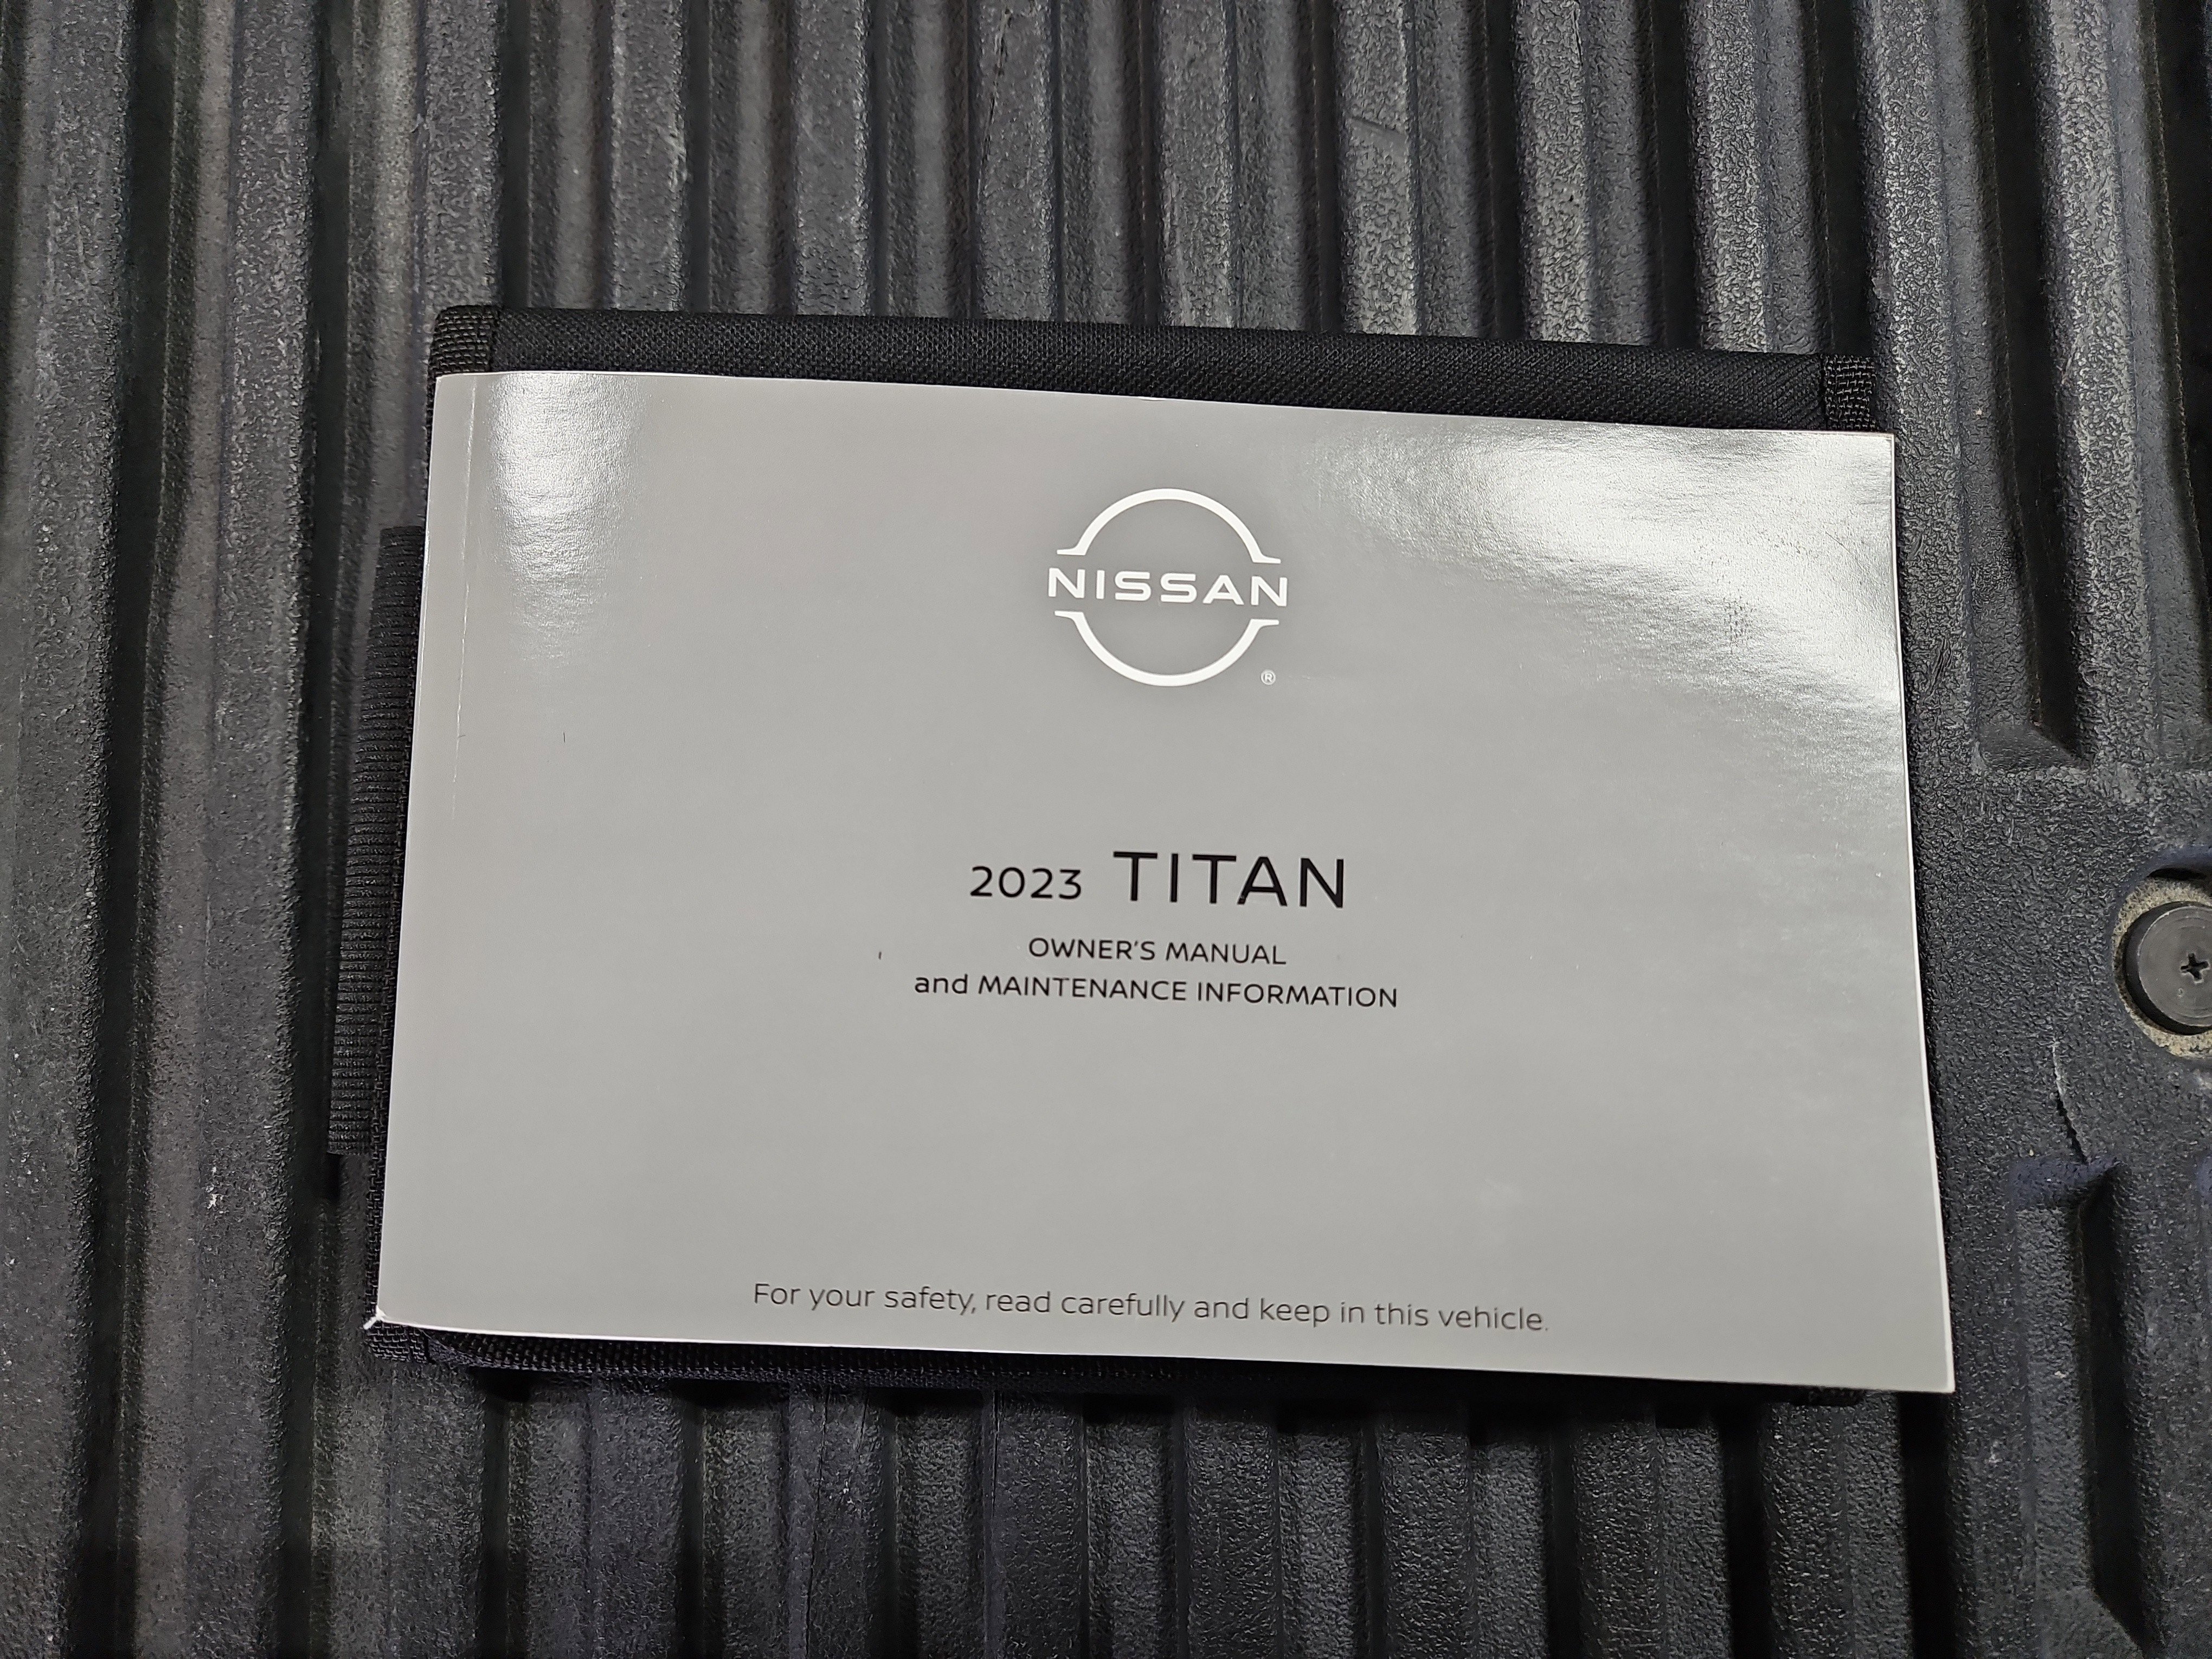 NISSAN
®
2023 TITAN
OWNER'S MANUAL
and MAINTENANCE INFORMATION
For your safety, read carefully and keep in this vehicle.